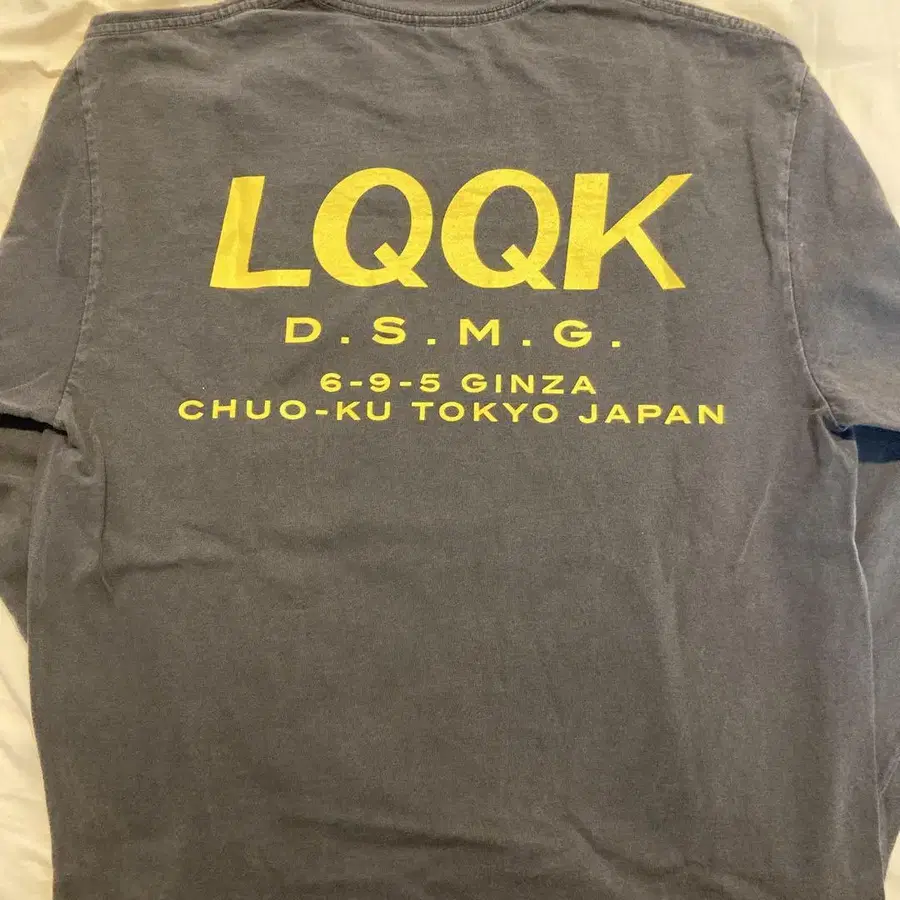 LQQK
D.S.M.G.
6-9-5 GINZA
CHUO-KU TOKYO JAPAN